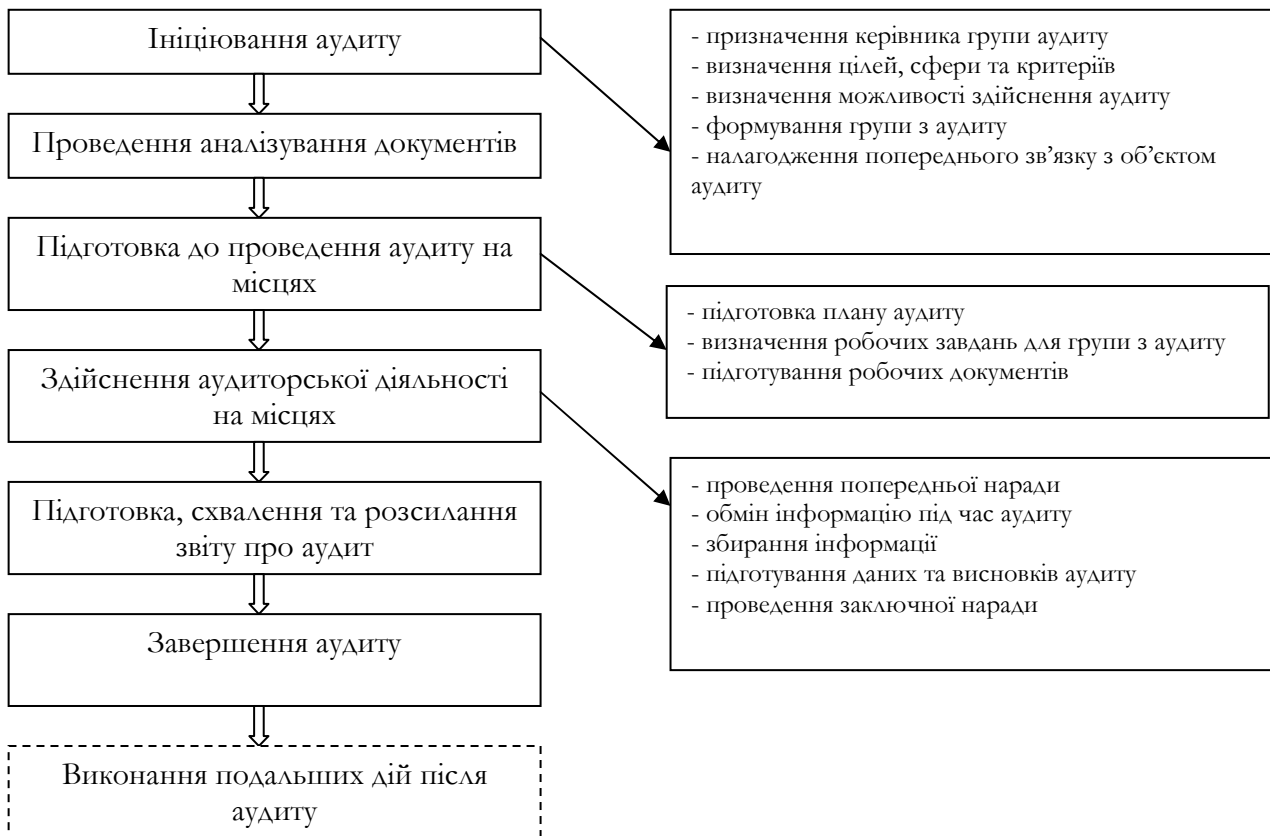 Ініціювання аудиту
- призначення керівника групи аудиту
- визначення цілей, сфери та критеріїв
- визначення можливості здійснення аудиту
- формування групи з аудиту
- налагодження попереднього зв’язку з об’єктом
аудиту
Проведення аналізування документів
Підготовка до проведення аудиту на
місцях
- підготовка плану аудиту
- визначення робочих завдань для групи з аудиту
- підготування робочих документів
Здійснення аудиторської діяльності
на місцях
- проведення попередньої наради
- обмін інформацію під час аудиту
- збирання інформації
- підготування даних та висновків аудиту
- проведення заключної наради
Підготовка, схвалення та розсилання
звіту про аудит
Завершення аудиту
Виконання подальших дій після
аудиту